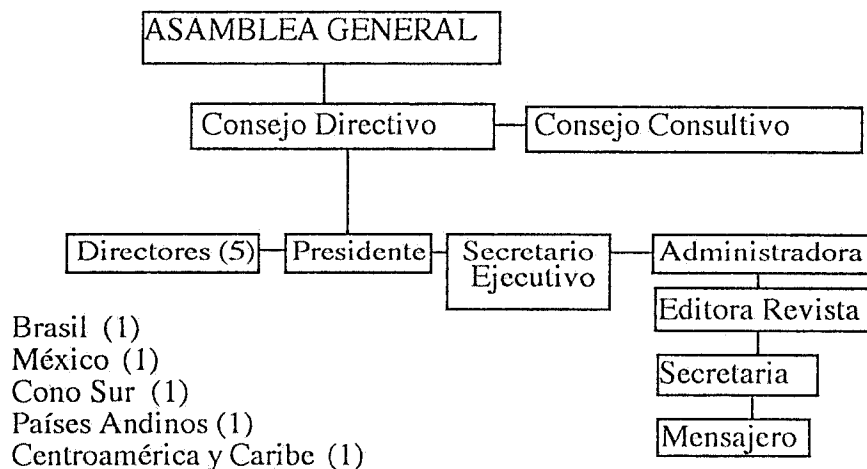 ASAMBLEA GENERAL
Consejo Directivo
Consejo Consultivo
Directores (5)
Presidente
Secretario
Ejecutivo
Administradora
Editora Revista
Secretaria
Mensajero
Brasil (1)
México (1)
Cono Sur (1)
Países Andinos (1)
Centroamérica y Caribe (1)